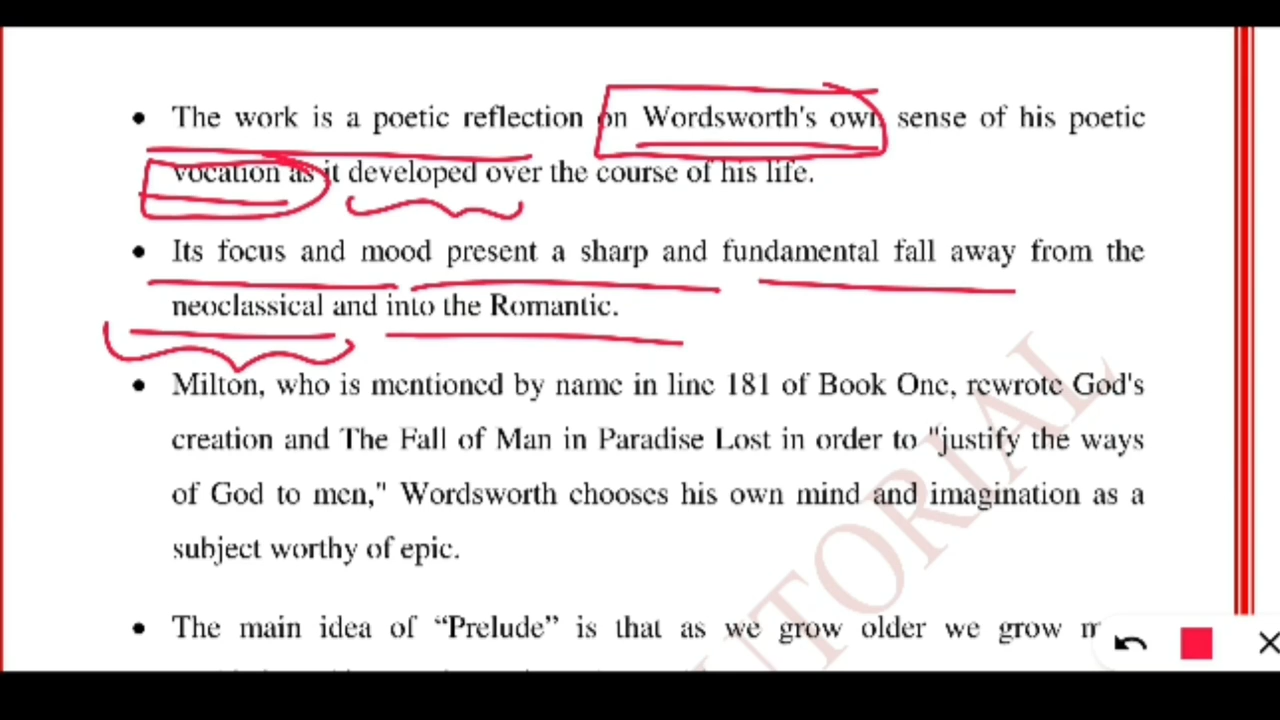 • The work is a poetic reflection on Wordsworth's own sense of his poetic
vocation as it developed over the course of his life.
• Its focus and mood present a sharp and fundamental fall away from the
neoclassical and into the Romantic.
• Milton, who is mentioned by name in line 181 of Book One, rewrote God's
creation and The Fall of Man in Paradise Lost in order to "justify the ways
of God to men," Wordsworth chooses his own mind and imagination as a
subject worthy of epic.
• The main idea of “Prelude” is that as we grow older we grow
UTORIAL